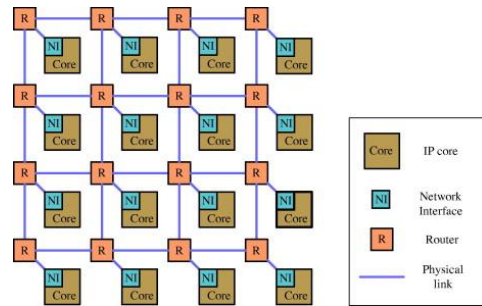 R R R R
NI NI NI NI
Core Core Core Core
R R R R
NI NI NI NI
Core Core Core Core
R R R R
NI NI NI NI
Core Core Core Core
R R R R
NI NI NI NI
Core Core Core Core
Core IP core
NI Network
Interface
R Router
Physical
link